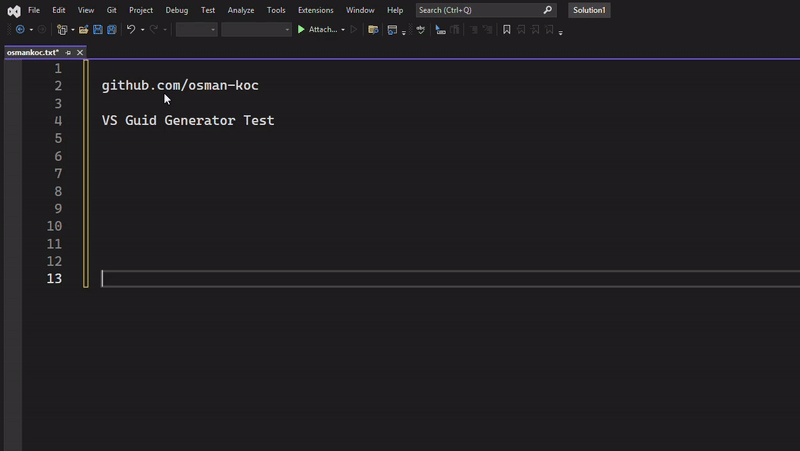 File Edit View Git Project Debug Test Analyze Tools Extensions Window Help Search (Ctrl+Q) Solution1
Attach...
osmankoc.txt*
1
2 github.com/osman-koc
3
4 VS Guid Generator Test
5
6
7
8
9
10
11
12
13